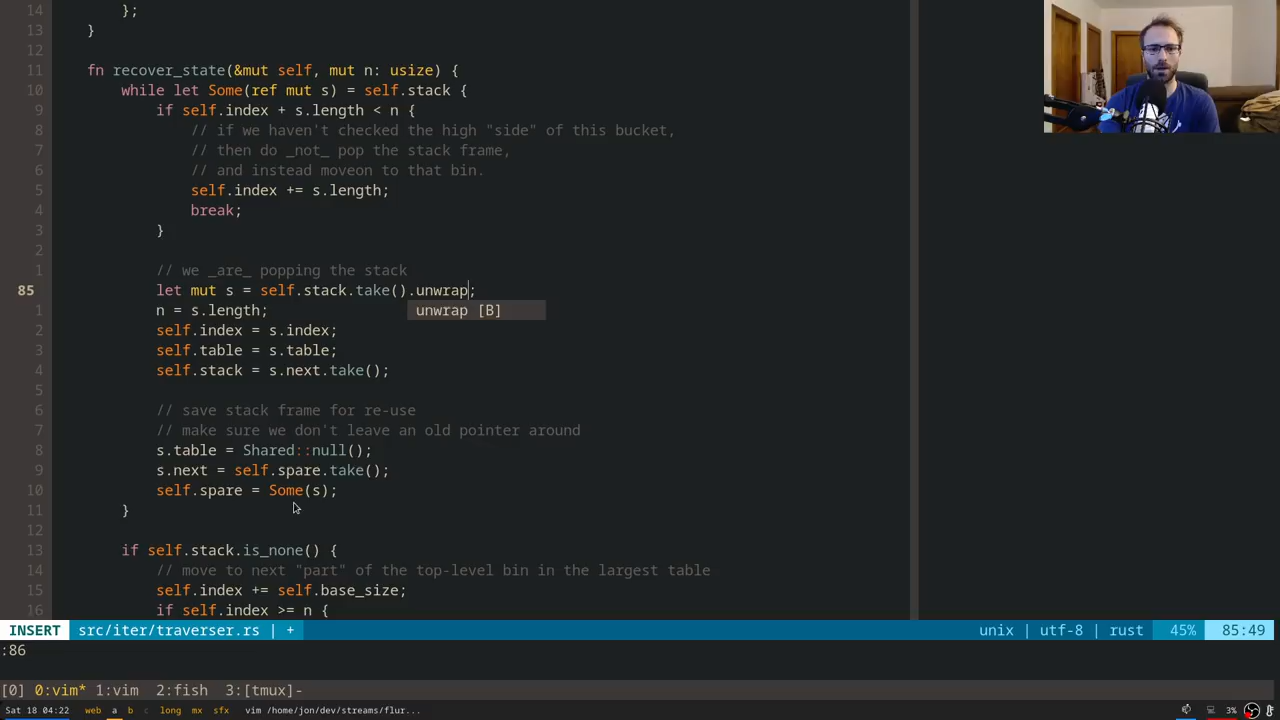 14         };
13     }
12
11     fn recover_state(&mut self, mut n: usize) {
10         while let Some(ref mut s) = self.stack {
9             if self.index + s.length < n {
8                 // if we haven't checked the high "side" of this bucket,
7                 // then do _not_ pop the stack frame,
6                 // and instead moveon to that bin.
5                 self.index += s.length;
4                 break;
3             }
2
1             // we _are_ popping the stack
85             let mut s = self.stack.take().unwrap;
1             n = s.length; unwrap [B]
2             self.index = s.index;
3             self.table = s.table;
4             self.stack = s.next.take();
5
6             // save stack frame for re-use
7             // make sure we don't leave an old pointer around
8             s.table = Shared::null();
9             s.next = self.spare.take();
10             self.spare = Some(s);
11         }
12
13         if self.stack.is_none() {
14             // move to next "part" of the top-level bin in the largest table
15             self.index += self.base_size;
16             if self.index >= n {
INSERT src/iter/traverser.rs | + unix | utf-8 | rust 45% 85:49
:86
[0] 0:vim* 1:vim 2:fish 3:[tmux]-
Sat 18 04:22 web a b c long mx sfx vim /home/jon/dev/streams/flur... 3%